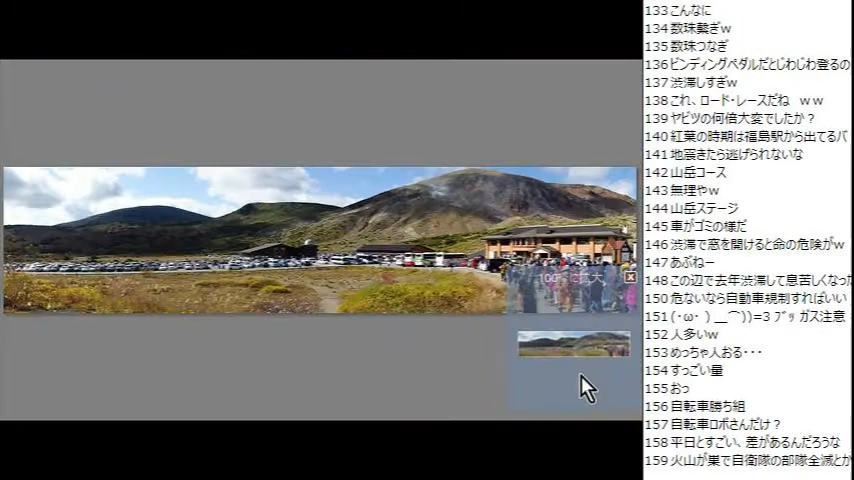 100%に拡大
133 こんなに
134 数珠繋ぎw
135 数珠つなぎ
136 ビンディングペダルだとじわじわ登るの
137 渋滞しすぎw
138 これ、ロード・レースだね　ww
139 ヤビツの何倍大変でしたか？
140 紅葉の時期は福島駅から出てるバ
141 地震きたら逃げられないな
142 山岳コース
143 無理やw
144 山岳ステージ
145 車がゴミの様だ
146 渋滞で窓を開けると命の危険がw
147 あぶねー
148 この辺で去年渋滞して息苦しくなった
150 危ないなら自動車規制すればいい
151 (・ω・ ) __⌒))=3 ﾌﾟｯ ガス注意
152 人多いw
153 めっちゃ人おる・・・
154 すっごい量
155 おっ
156 自転車勝ち組
157 自転車ロボさんだけ？
158 平日とすごい、差があるんだろうな
159 火山が巣で自衛隊の部隊全滅とか